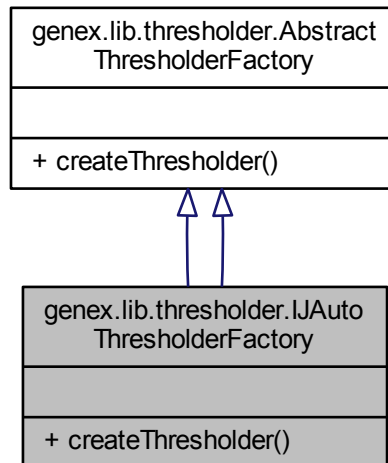 genex.lib.thresholder.Abstract
ThresholderFactory
+ createThresholder()
genex.lib.thresholder.IJAuto
ThresholderFactory
+ createThresholder()